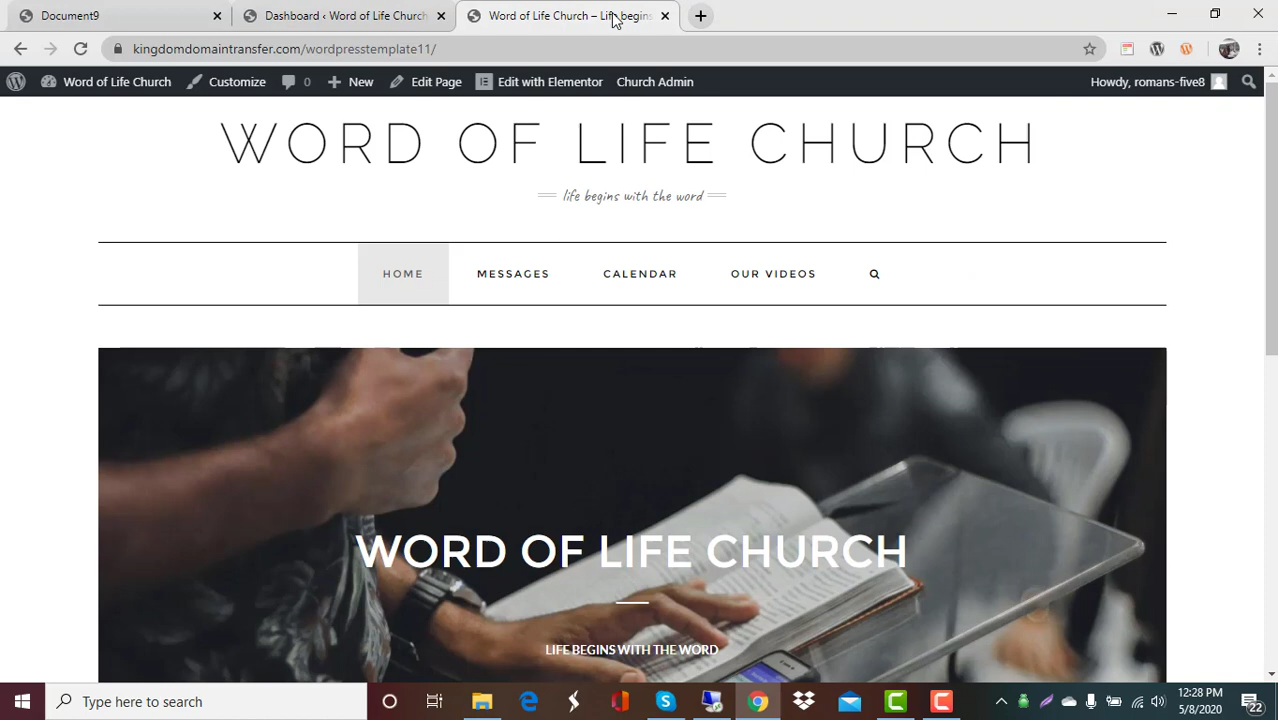 Document9
Dashboard ‹ Word of Life Church
Word of Life Church – Life begins
kingdomdomaintransfer.com/wordpresstemplate11/
Word of Life Church Customize 0 New Edit Page Edit with Elementor Church Admin Howdy, romans-five8
WORD OF LIFE CHURCH
life begins with the word
HOME MESSAGES CALENDAR OUR VIDEOS
WORD OF LIFE CHURCH
LIFE BEGINS WITH THE WORD
Type here to search
12:28 PM
5/8/2020
22